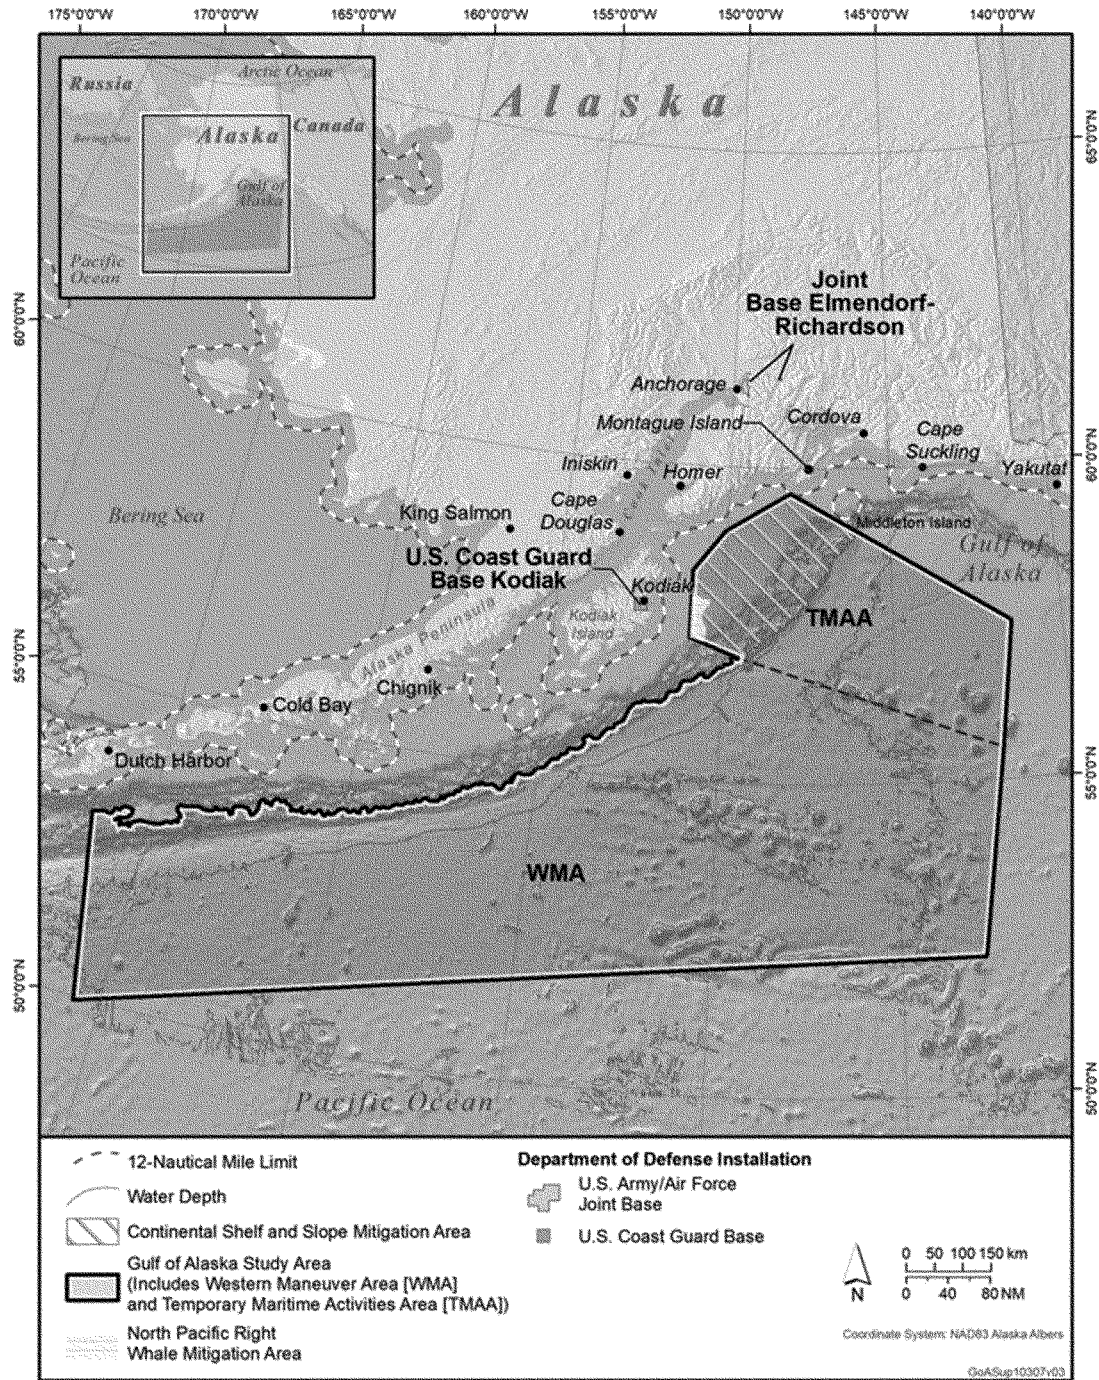 175°0'0"W
170°0'0"W
165°0'0"W
160°0'0"W
155°0'0"W
150°0'0"W
145°0'0"W
140°0'0"W
Arctic Ocean
Russia
Bering Sea
Alaska
Canada
Gulf of
Alaska
Pacific
Ocean
Alaska
65°0'0"N
60°0'0"N
60°0'0"N
55°0'0"N
55°0'0"N
50°0'0"N
50°0'0"N
Joint
Base Elmendorf-
Richardson
Anchorage
Montague Island
Cordova
Cape
Suckling
Yakutat
Iniskin
Homer
Cook Inlet
Cape
Douglas
King Salmon
Bering Sea
Middleton Island
Gulf of
Alaska
U.S. Coast Guard
Base Kodiak
Kodiak
Kodiak
Island
TMAA
Alaska Peninsula
Chignik
Cold Bay
Dutch Harbor
WMA
Pacific Ocean
12-Nautical Mile Limit
Water Depth
Continental Shelf and Slope Mitigation Area
Gulf of Alaska Study Area
(Includes Western Maneuver Area [WMA]
and Temporary Maritime Activities Area [TMAA])
North Pacific Right
Whale Mitigation Area
Department of Defense Installation
U.S. Army/Air Force
Joint Base
U.S. Coast Guard Base
N
0 50 100 150 km
0 40 80 NM
Coordinate System: NAD83 Alaska Albers
GoASup10307v03